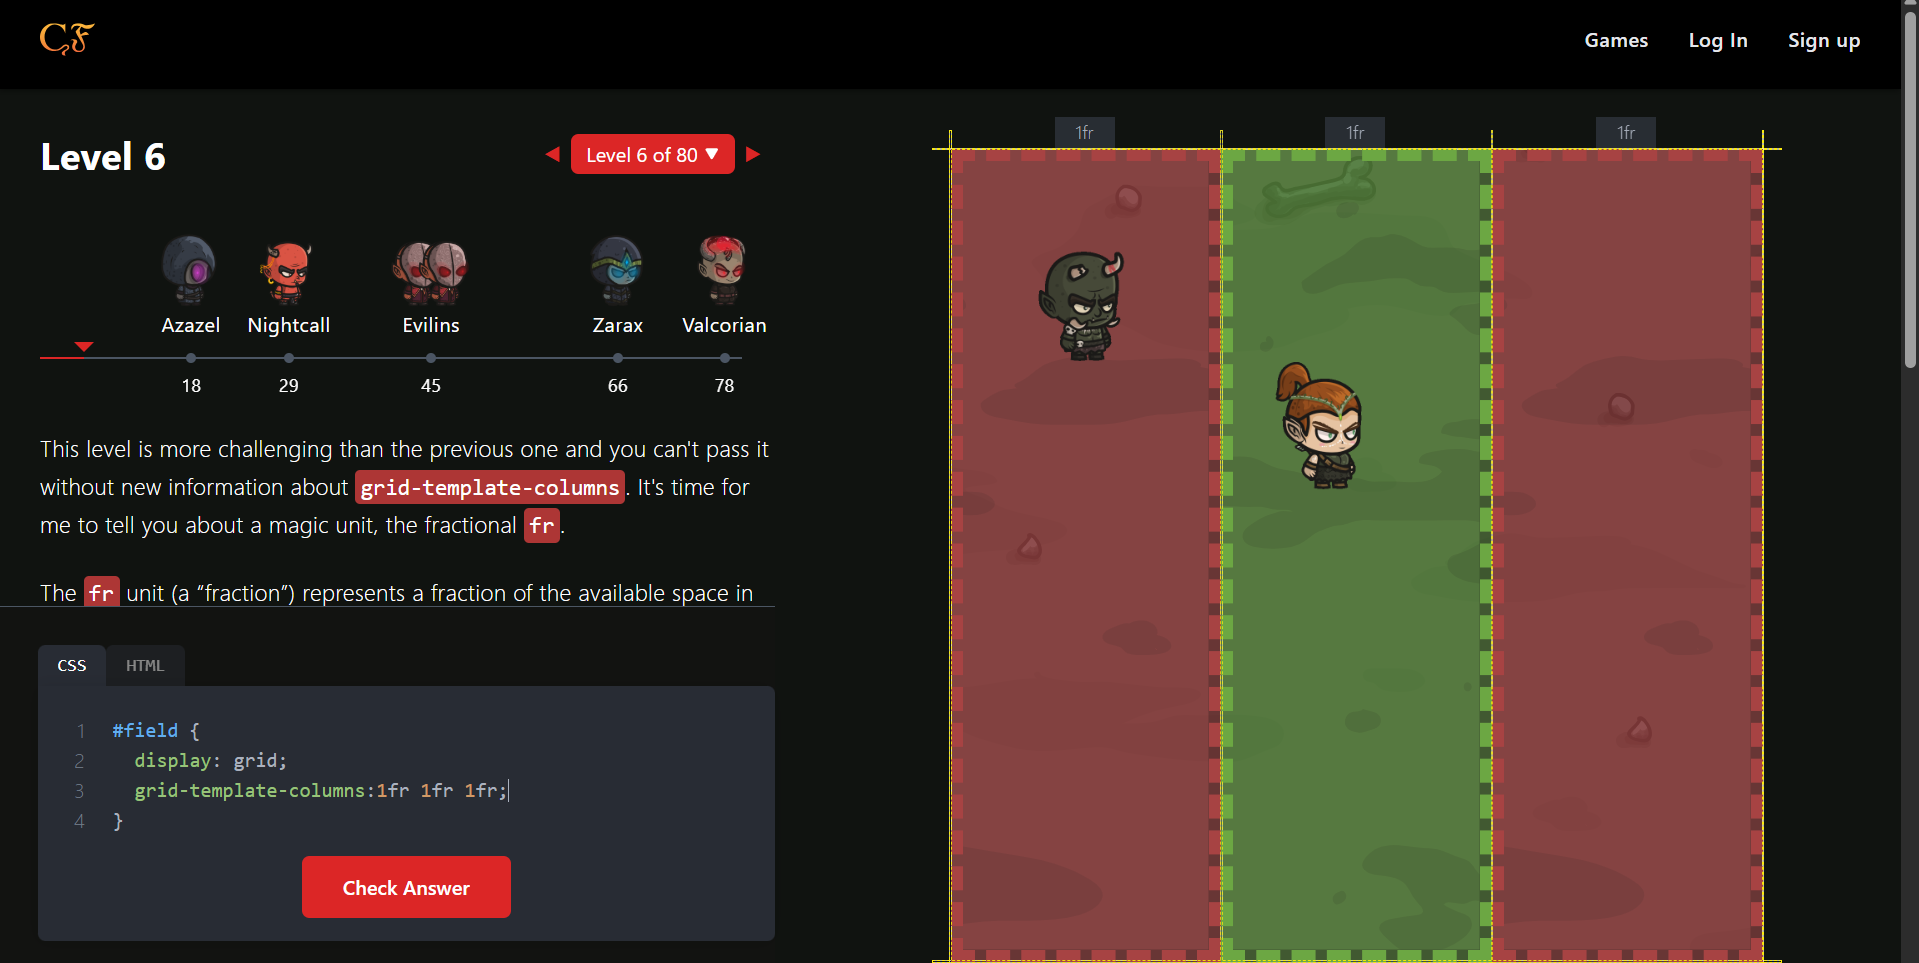 CF
Games
Log In
Sign up
Level 6
Level 6 of 80 ▼
Azazel
Nightcall
Evilins
Zarax
Valcorian
18
29
45
66
78
This level is more challenging than the previous one and you can't pass it
without new information about grid-template-columns. It's time for
me to tell you about a magic unit, the fractional fr.
The fr unit (a “fraction”) represents a fraction of the available space in
CSS
HTML
1 #field {
2 display: grid;
3 grid-template-columns:1fr 1fr 1fr;
4 }
Check Answer
1fr
1fr
1fr